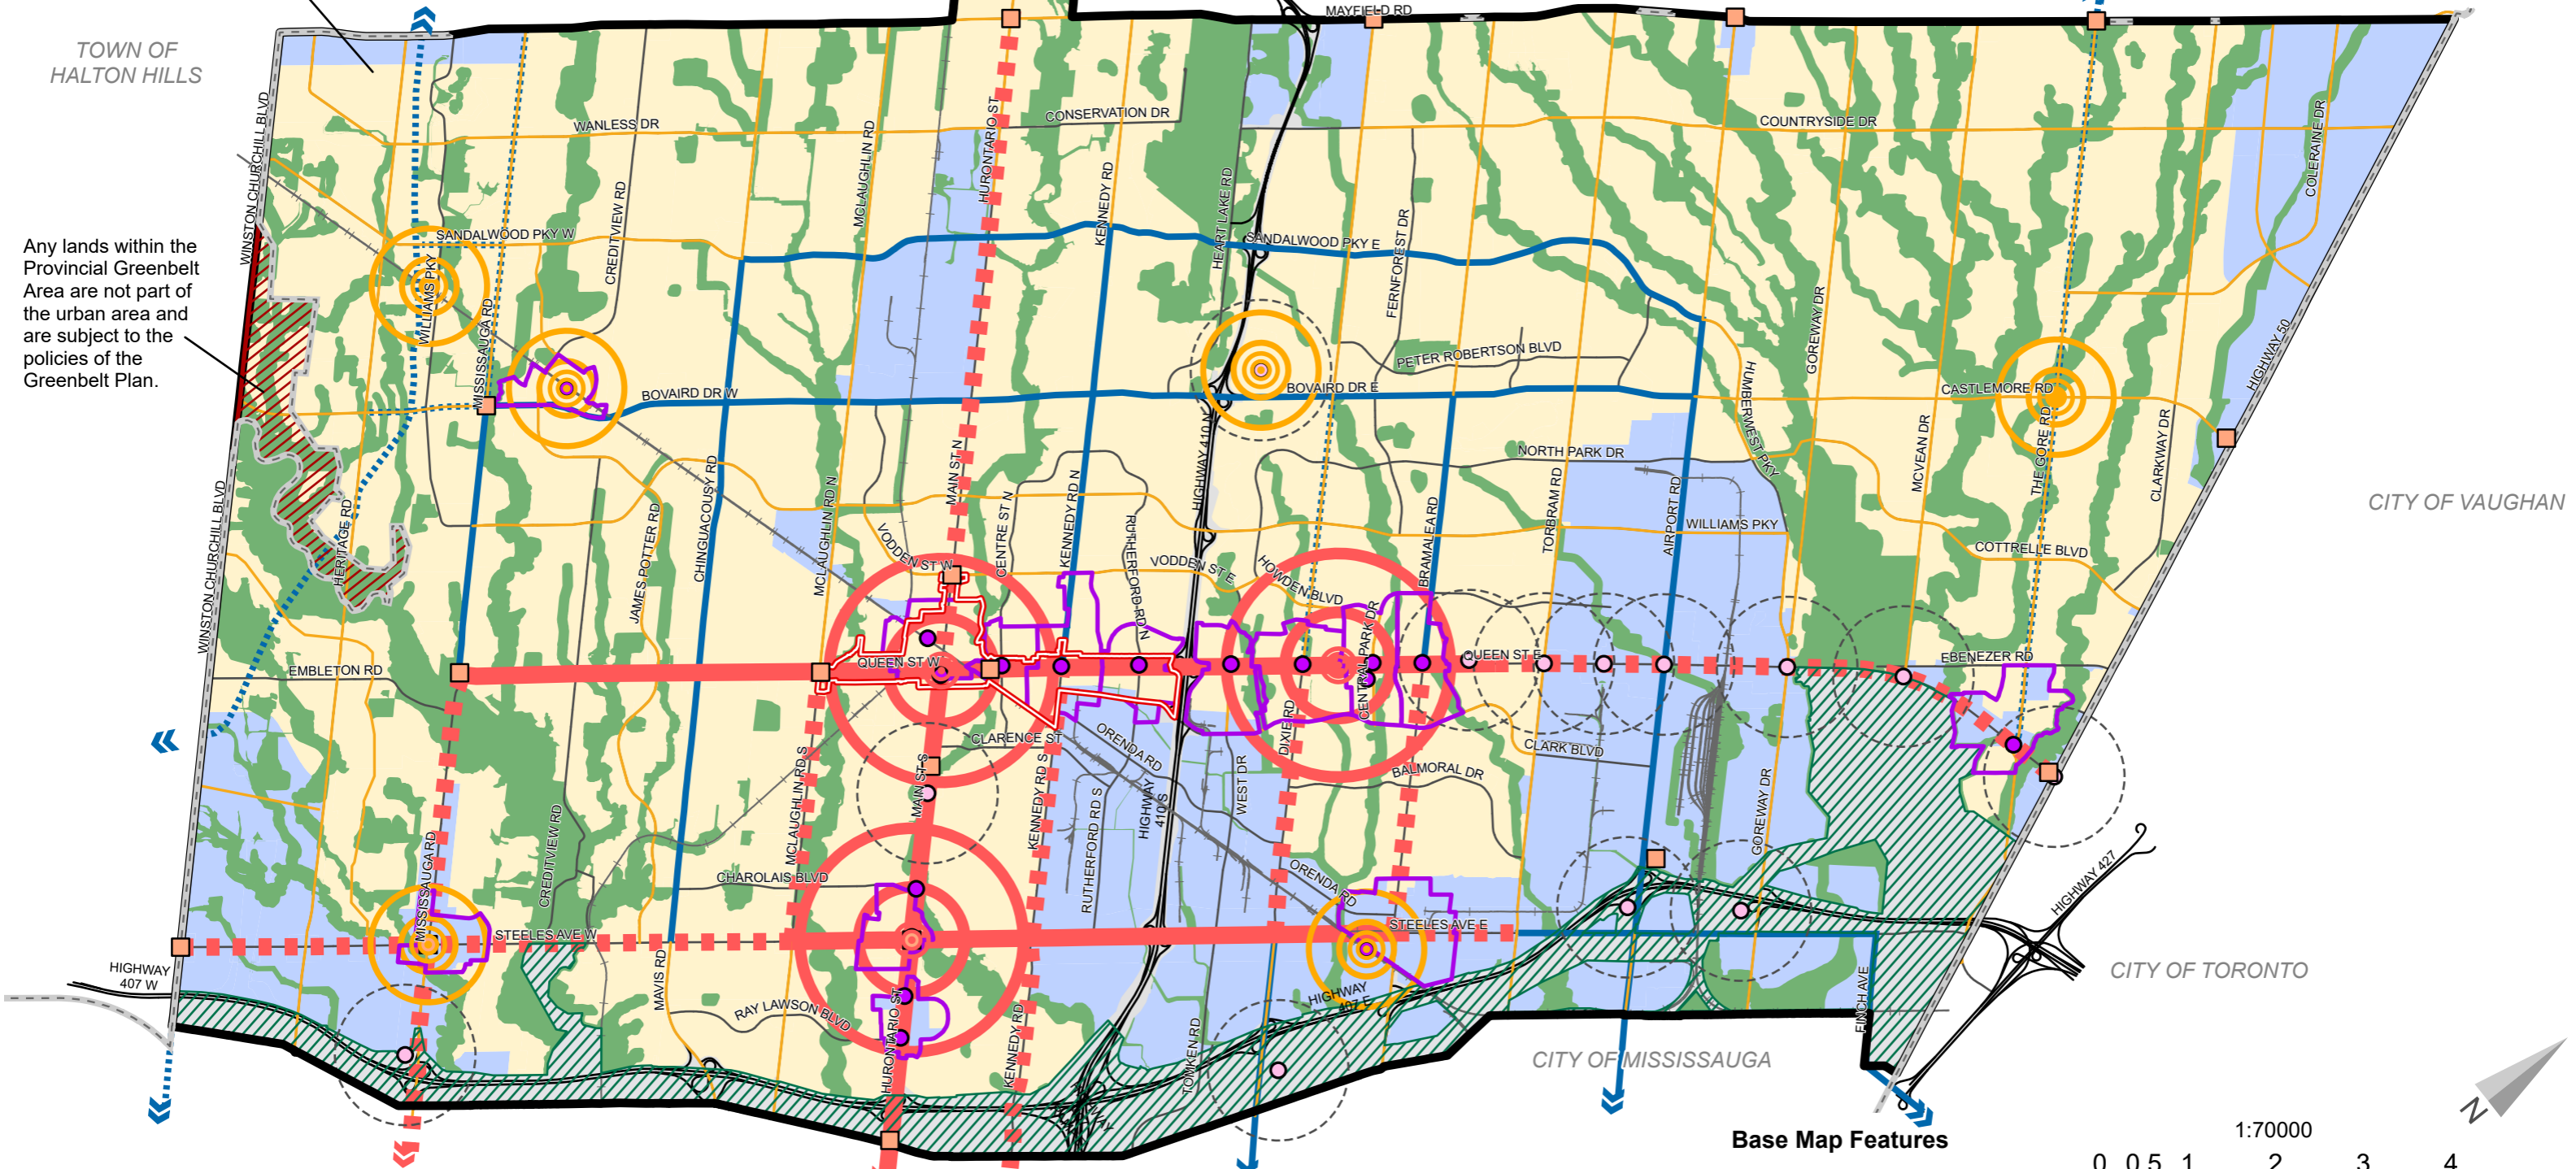 MAYFIELD RD
TOWN OF
HALTON HILLS
WINSTON CHURCHILL BLVD
WANLESS DR
MCLAUGHLIN RD
HURONTARIO ST
CONSERVATION DR
KENNEDY RD
HEART LAKE RD
COUNTRYSIDE DR
COLERAINE DR
CREDITVIEW RD
SANDALWOOD PKY W
SANDALWOOD PKY E
FERNFOREST DR
GOREWAY DR
Any lands within the
Provincial Greenbelt
Area are not part of
the urban area and
are subject to the
policies of the
Greenbelt Plan.
WILLIAMS PKY
MISSISSAUGA RD
PETER ROBERTSON BLVD
HUMBERWEST PKY
HIGHWAY 50
BOVAIRD DR W
BOVAIRD DR E
CASTLEMORE RD
HIGHWAY 410 N
MAIN ST N
NORTH PARK DR
MCVEAN DR
THE GORE RD
CLARKWAY DR
CITY OF VAUGHAN
WINSTON CHURCHILL BLVD
HERITAGE RD
JAMES POTTER RD
CHINGUACOUSY RD
MCLAUGHLIN RD N
VODDEN ST W
CENTRE ST N
KENNEDY RD N
RUTHERFORD RD N
VODDEN ST E
HOWDEN BLVD
BRAMALEA RD
TORBRAM RD
AIRPORT RD
WILLIAMS PKY
COTTRELLE BLVD
CENTRAL PARK DR
EMBLETON RD
QUEEN ST W
QUEEN ST E
EBENEZER RD
CLARENCE ST
ORENDA RD
DIXIE RD
CLARK BLVD
BALMORAL DR
MAIN ST S
MCLAUGHLIN RD S
KENNEDY RD S
RUTHERFORD RD S
HIGHWAY
410 S
WEST DR
GOREWAY DR
MISSISSAUGA RD
CREDITVIEW RD
CHAROLAIS BLVD
ORENDA RD
HIGHWAY 427
STEELES AVE W
STEELES AVE E
HIGHWAY
407 W
MAVIS RD
RAY LAWSON BLVD
HURONTARIO ST
KENNEDY RD
TOMKEN RD
HIGHWAY
407 E
FINCH AVE
CITY OF TORONTO
CITY OF MISSISSAUGA
N
Base Map Features
1:70000
0 0.5 1 2 3 4